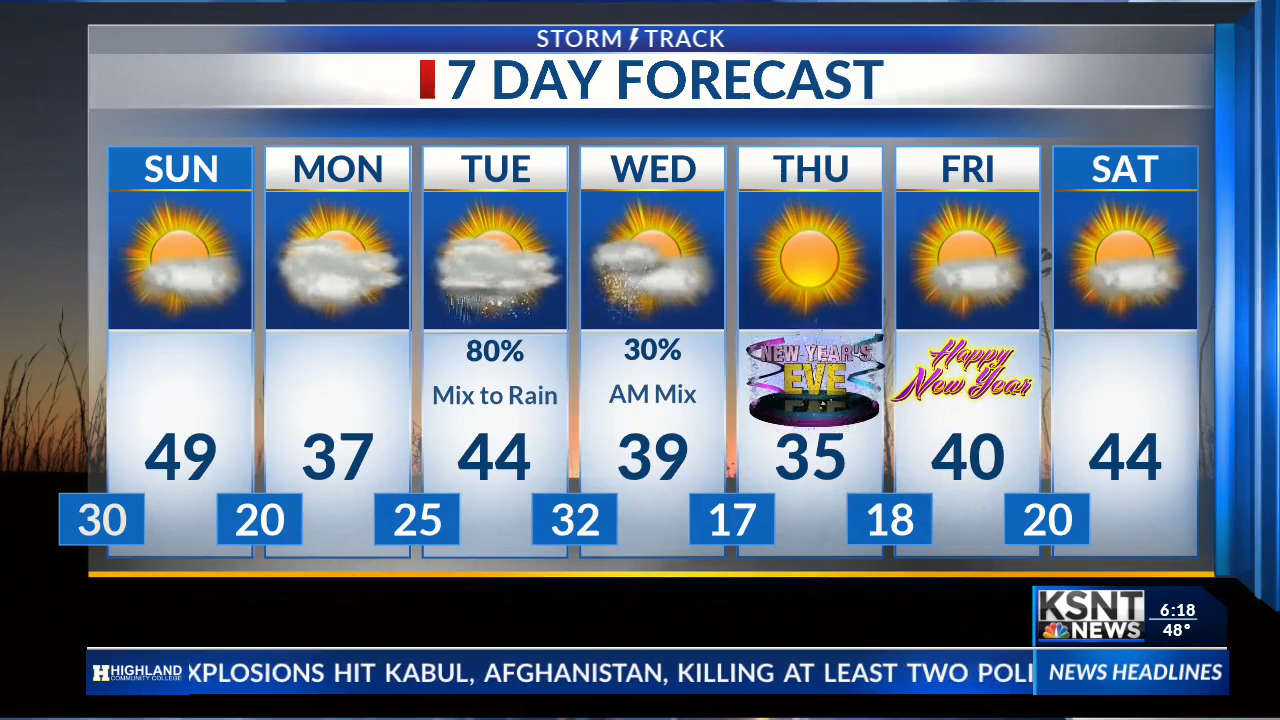 STORM TRACK
7 DAY FORECAST
SUN MON TUE WED THU FRI SAT
80% 30% NEW YEAR'S EVE Happy New Year
Mix to Rain AM Mix
49 37 44 39 35 40 44
30 20 25 32 17 18 20
KSNT NEWS
6:18
48°
HIGHLAND
COMMUNITY COLLEGE
XPLOSIONS HIT KABUL, AFGHANISTAN, KILLING AT LEAST TWO POLI
NEWS HEADLINES